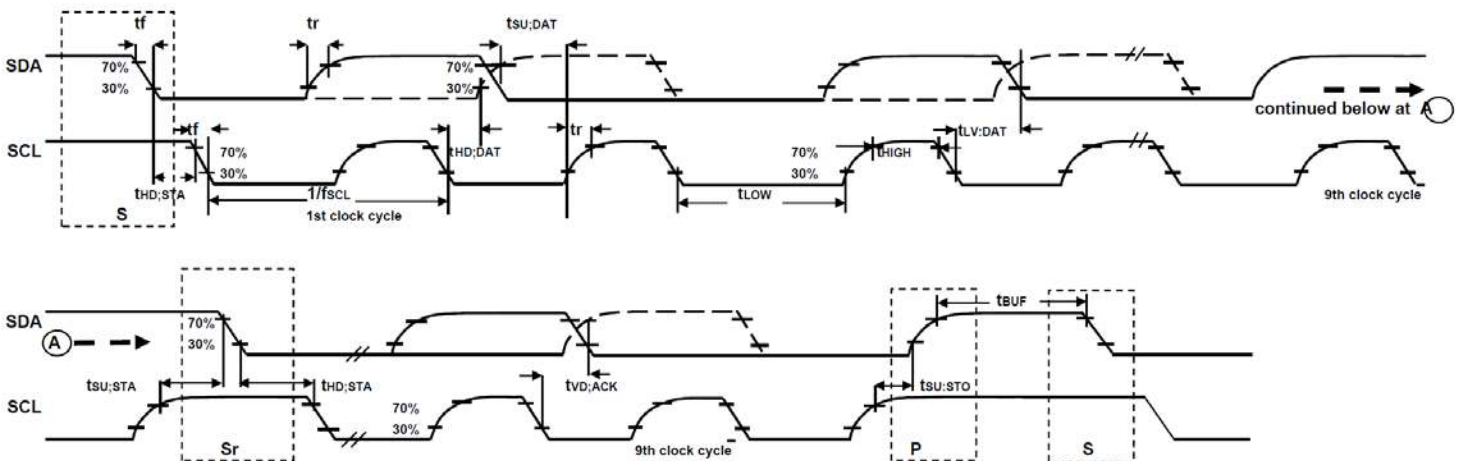 tf tr tSU;DAT
SDA 70% 70%
30% 30%
continued below at A
tf tHD;DAT tr tHIGH tLV:DAT
SCL 70% 70%
30% 30%
tHD;STA 1/fSCL tLOW
S 1st clock cycle 9th clock cycle
tBUF
SDA 70%
A 30%
tSU;STA tHD;STA tVD;ACK tSU:STO
SCL 70%
30%
Sr 9th clock cycle P S